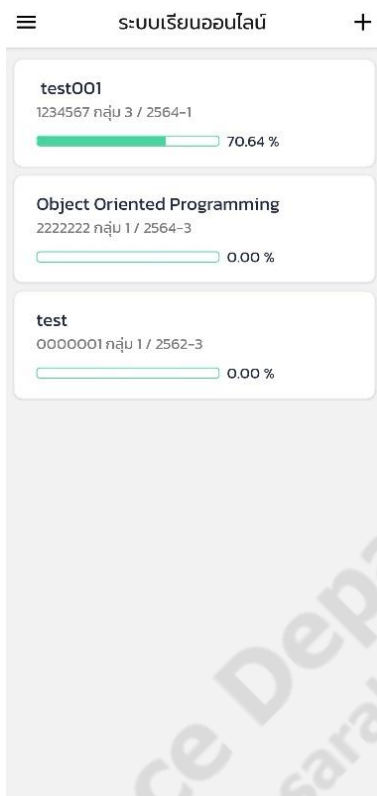 ระบบเรียนออนไลน์
test001
1234567 กลุ่ม 3 / 2564-1
70.64 %
Object Oriented Programming
2222222 กลุ่ม 1 / 2564-3
0.00 %
test
0000001 กลุ่ม 1 / 2562-3
0.00 %